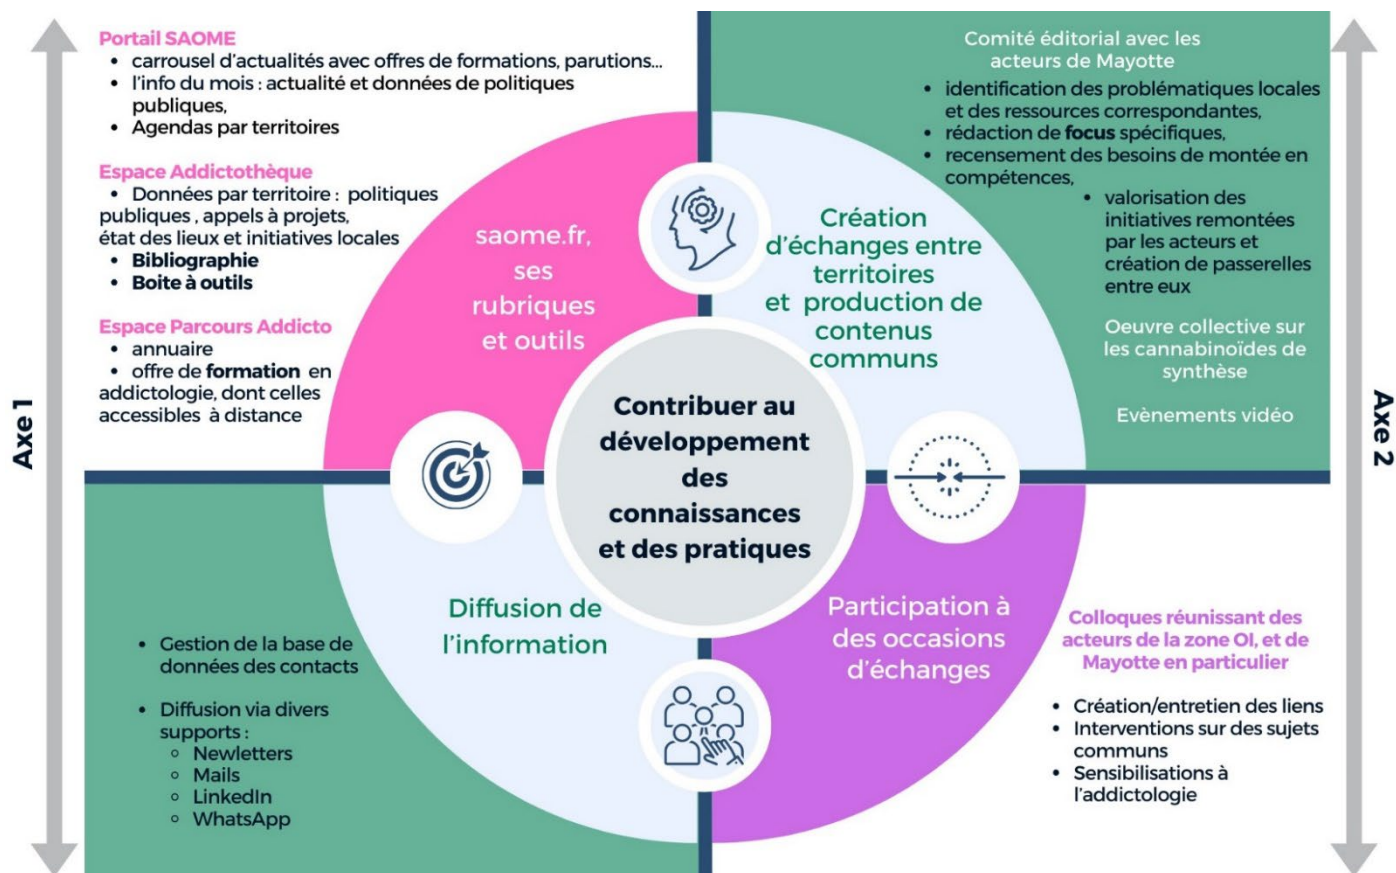 Axe 1
Portail SAOME
• carrousel d'actualités avec offres de formations, parutions...
• l'info du mois : actualité et données de politiques
publiques,
• Agendas par territoires
Espace Addictothèque
• Données par territoire : politiques
publiques , appels à projets,
état des lieux et initiatives locales
• Bibliographie
• Boite à outils
Espace Parcours Addicto
• annuaire
• offre de formation en
addictologie, dont celles
accessibles à distance
saome.fr,
ses
rubriques
et outils
Création
d'échanges entre
territoires
et production de
contenus
communs
Comité éditorial avec les
acteurs de Mayotte
• identification des problématiques locales
et des ressources correspondantes,
• rédaction de focus spécifiques,
• recensement des besoins de montée en
compétences,
• valorisation des
initiatives remontées
par les acteurs et
création de passerelles
entre eux
Oeuvre collective sur
les cannabinoïdes de
synthèse
Evènements vidéo
Axe 2
Contribuer au
développement
des
connaissances
et des pratiques
• Gestion de la base de
données des contacts
• Diffusion via divers
supports :
◦ Newletters
◦ Mails
◦ LinkedIn
◦ WhatsApp
Diffusion de
l'information
Participation à
des occasions
d'échanges
Colloques réunissant des
acteurs de la zone OI, et de
Mayotte en particulier
• Création/entretien des liens
• Interventions sur des sujets
communs
• Sensibilisations à
l'addictologie